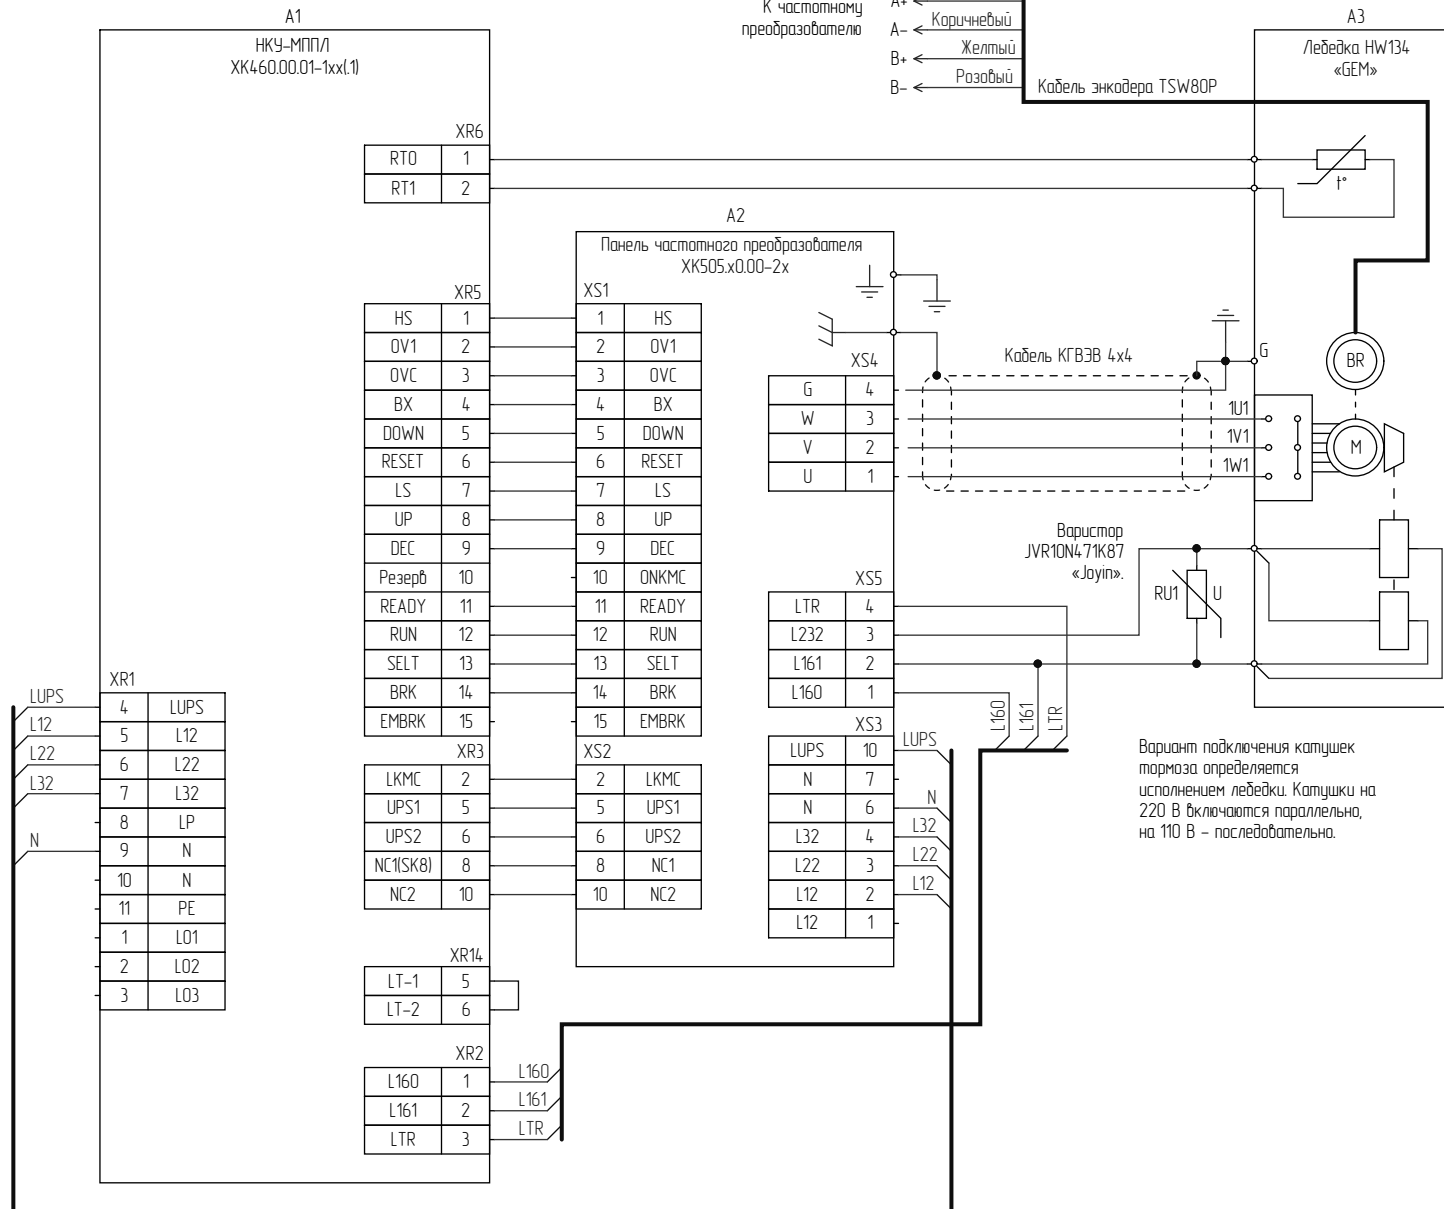 К частотному
преобразователю
A+
A– Коричневый
B+ Желтый
B– Розовый
Кабель энкодера TSW80P
A1
НКУ–МППЛ
ХК460.00.01–1хх(.1)
XR6
RT0 1
RT1 2
A3
Лебедка HW134
«GEM»
t°
A2
Панель частотного преобразователя
ХК505.х0.00–2х
XR5
HS 1
0V1 2
0VC 3
BX 4
DOWN 5
RESET 6
LS 7
UP 8
DEC 9
Резерв 10
READY 11
RUN 12
SELT 13
BRK 14
EMBRK 15
XS1
1 HS
2 0V1
3 0VC
4 BX
5 DOWN
6 RESET
7 LS
8 UP
9 DEC
10 ONKMC
11 READY
12 RUN
13 SELT
14 BRK
15 EMBRK
XR3
LKMC 2
UPS1 5
UPS2 6
NC1(SK8) 8
NC2 10
XS2
2 LKMC
5 UPS1
6 UPS2
8 NC1
10 NC2
XS4
G 4
W 3
V 2
U 1
Кабель КГВЭВ 4х4
G
1U1
1V1
1W1
BR
M
Варистор
JVR10N471K87
«Joyin».
RU1 U
XS5
LTR 4
L232 3
L161 2
L160 1
L160
L161
LTR
XS3
LUPS 10
N 7
N 6
L32 4
L22 3
L12 2
L12 1
LUPS
N
L32
L22
L12
Вариант подключения катушек
тормоза определяется
исполнением лебедки. Катушки на
220 В включаются параллельно,
на 110 В – последовательно.
XR1
LUPS
L12
L22
L32
N
4 LUPS
5 L12
6 L22
7 L32
8 LP
9 N
10 N
11 PE
1 L01
2 L02
3 L03
XR14
LT–1 5
LT–2 6
XR2
L160 1
L161 2
LTR 3
L160
L161
LTR